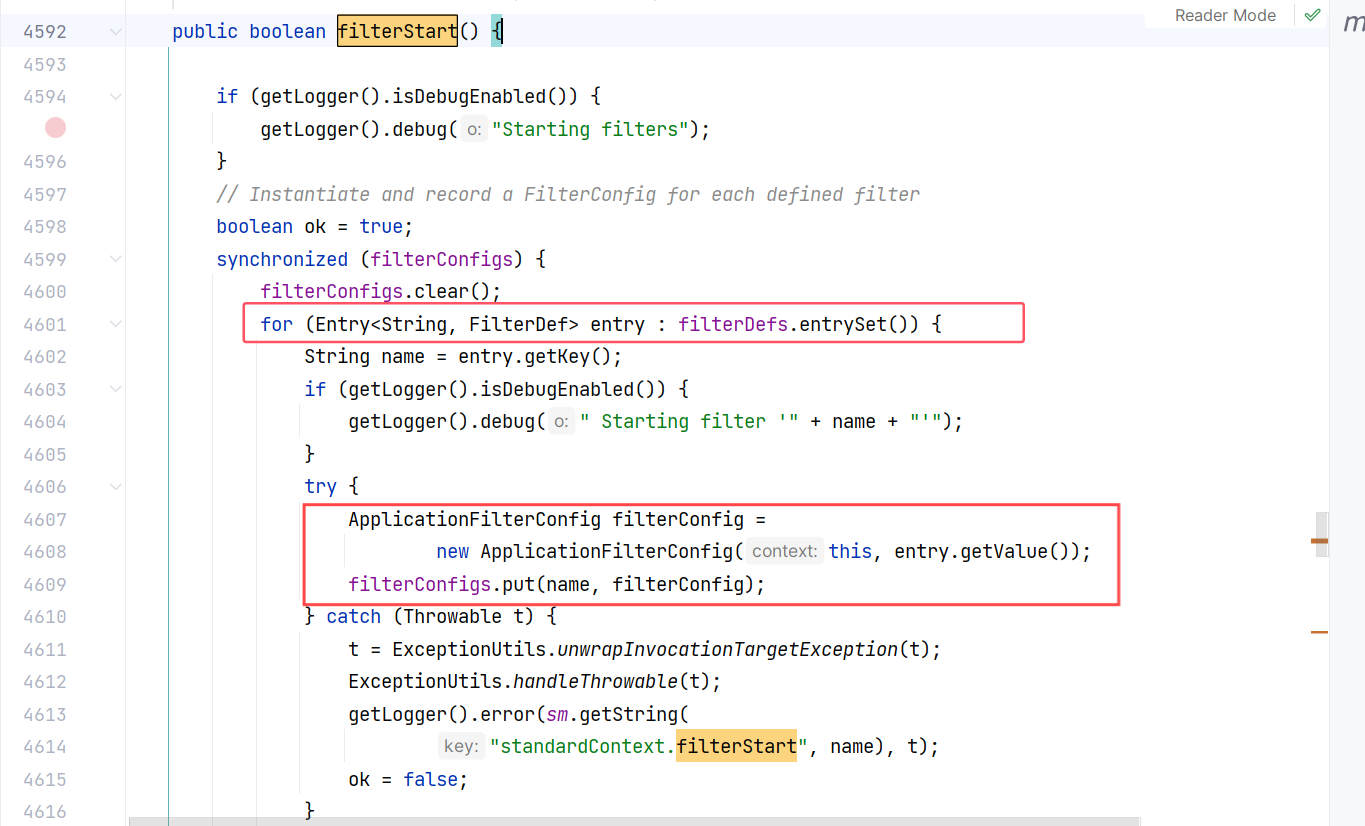 Reader Mode
m
4592 public boolean filterStart() {
4593
4594 if (getLogger().isDebugEnabled()) {
getLogger().debug( o: "Starting filters");
4596 }
4597 // Instantiate and record a FilterConfig for each defined filter
4598 boolean ok = true;
4599 synchronized (filterConfigs) {
4600 filterConfigs.clear();
4601 for (Entry<String, FilterDef> entry : filterDefs.entrySet()) {
4602 String name = entry.getKey();
4603 if (getLogger().isDebugEnabled()) {
4604 getLogger().debug( o: " Starting filter '" + name + "'");
4605 }
4606 try {
4607 ApplicationFilterConfig filterConfig =
4608 new ApplicationFilterConfig( context: this, entry.getValue());
4609 filterConfigs.put(name, filterConfig);
4610 } catch (Throwable t) {
4611 t = ExceptionUtils.unwrapInvocationTargetException(t);
4612 ExceptionUtils.handleThrowable(t);
4613 getLogger().error(sm.getString(
4614 key: "standardContext.filterStart", name), t);
4615 ok = false;
4616 }